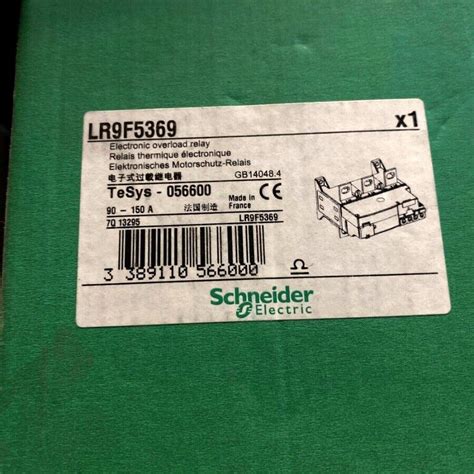 LR9F5369 x1
Electronic overload relay
Relais thermique électronique
Elektronisches Motorschutz-Relais
电子式过载继电器 GB14048.4
TeSys - 056600 CE
90 - 150 A 法国制造 Made in France
7Q 13295 LR9F5369
3 389110 566000
Schneider
Electric